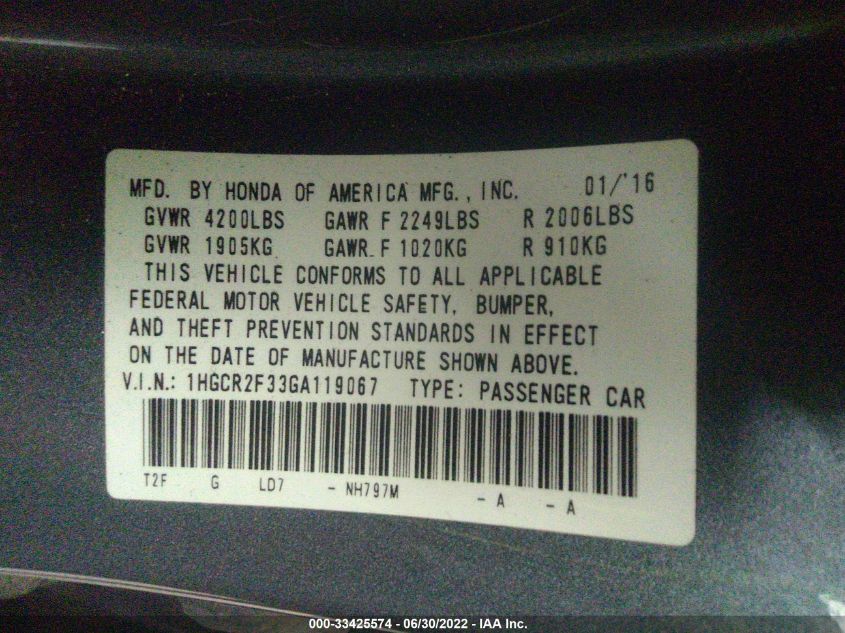 MFD. BY HONDA OF AMERICA MFG., INC. 01/'16
GVWR 4200LBS GAWR F 2249LBS R 2006LBS
GVWR 1905KG GAWR F 1020KG R 910KG
THIS VEHICLE CONFORMS TO ALL APPLICABLE
FEDERAL MOTOR VEHICLE SAFETY, BUMPER,
AND THEFT PREVENTION STANDARDS IN EFFECT
ON THE DATE OF MANUFACTURE SHOWN ABOVE.
V.I.N.: 1HGCR2F33GA119067 TYPE: PASSENGER CAR
T2F G LD7 - NH797M - A - A
000-33425574 - 06/30/2022 - IAA Inc.